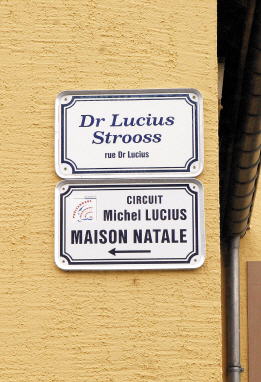 Dr Lucius
Strooss
rue Dr Lucius
CIRCUIT
Michel LUCIUS
MAISON NATALE